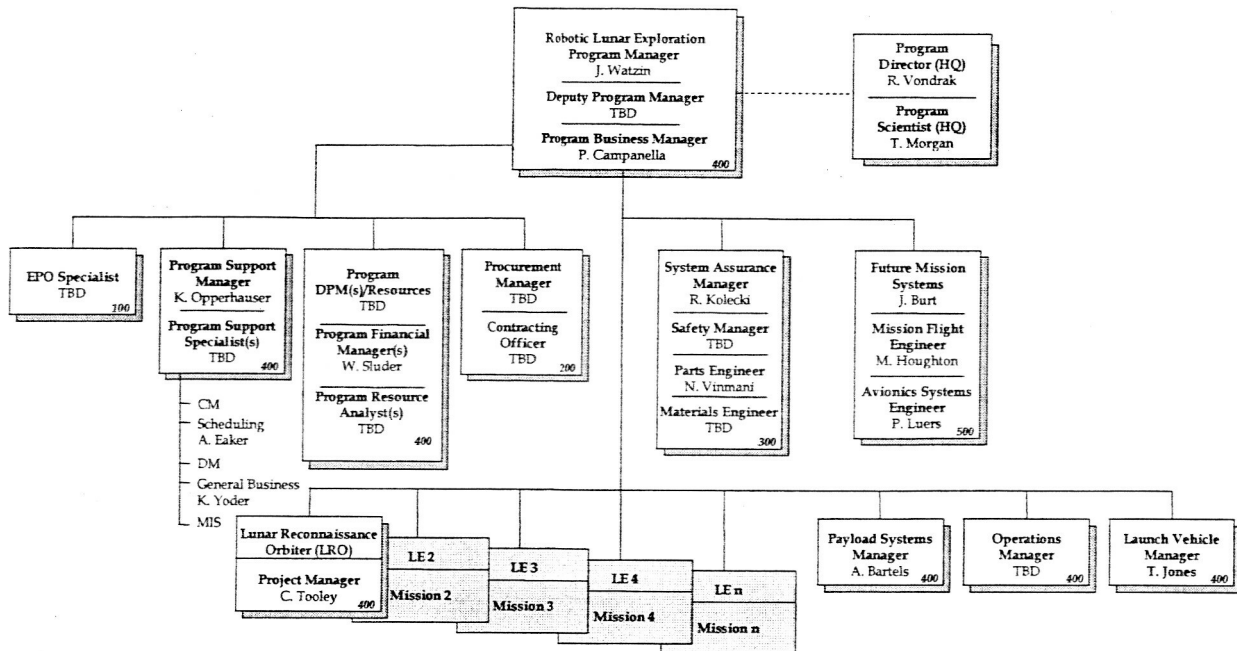 Robotic Lunar Exploration
Program Manager
J. Watzin
Deputy Program Manager
TBD
Program Business Manager
P. Campanella
400
Program
Director (HQ)
R. Vondrak
Program
Scientist (HQ)
T. Morgan
EPO Specialist
TBD
100
Program Support
Manager
K. Opperhauser
Program Support
Specialist(s)
TBD
400
CM
Scheduling
A. Eaker
DM
General Business
K. Yoder
MIS
Program
DPM(s)/Resources
TBD
Program Financial
Manager(s)
W. Sluder
Program Resource
Analyst(s)
TBD
400
Procurement
Manager
TBD
Contracting
Officer
TBD
200
System Assurance
Manager
R. Kolecki
Safety Manager
TBD
Parts Engineer
N. Vinmani
Materials Engineer
TBD
300
Future Mission
Systems
J. Burt
Mission Flight
Engineer
M. Houghton
Avionics Systems
Engineer
P. Luers
500
Lunar Reconnaissance
Orbiter (LRO)
Project Manager
C. Tooley
400
LE 2
Mission 2
LE 3
Mission 3
LE 4
Mission 4
LE n
Mission n
Payload Systems
Manager
A. Bartels
400
Operations
Manager
TBD
400
Launch Vehicle
Manager
T. Jones
400